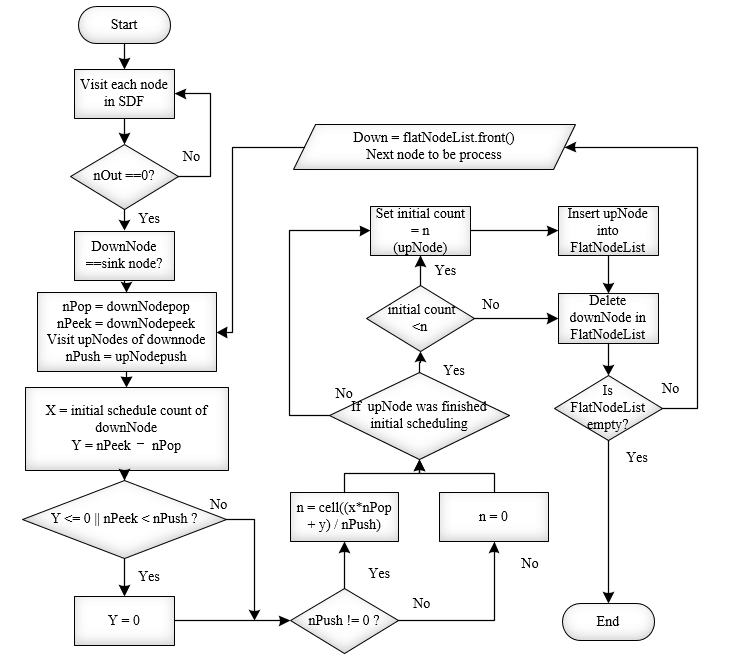 Start
Visit each node
in SDF
No
nOut ==0?
Yes
DownNode
==sink node?
nPop = downNodepop
nPeek = downNodepeek
Visit upNodes of downnode
nPush = upNodepush
X = initial schedule count of
downNode
Y = nPeek − nPop
No
Y <= 0 || nPeek < nPush ?
Yes
Y = 0
nPush != 0 ?
Yes
No
n = cell((x*nPop
+ y) / nPush)
n = 0
No
If upNode was finished
initial scheduling
No
Yes
initial count
<n
No
Yes
Set initial count
= n
(upNode)
Insert upNode
into
FlatNodeList
Delete
downNode in
FlatNodeList
Is
FlatNodeList
empty?
No
Yes
Down = flatNodeList.front()
Next node to be process
End